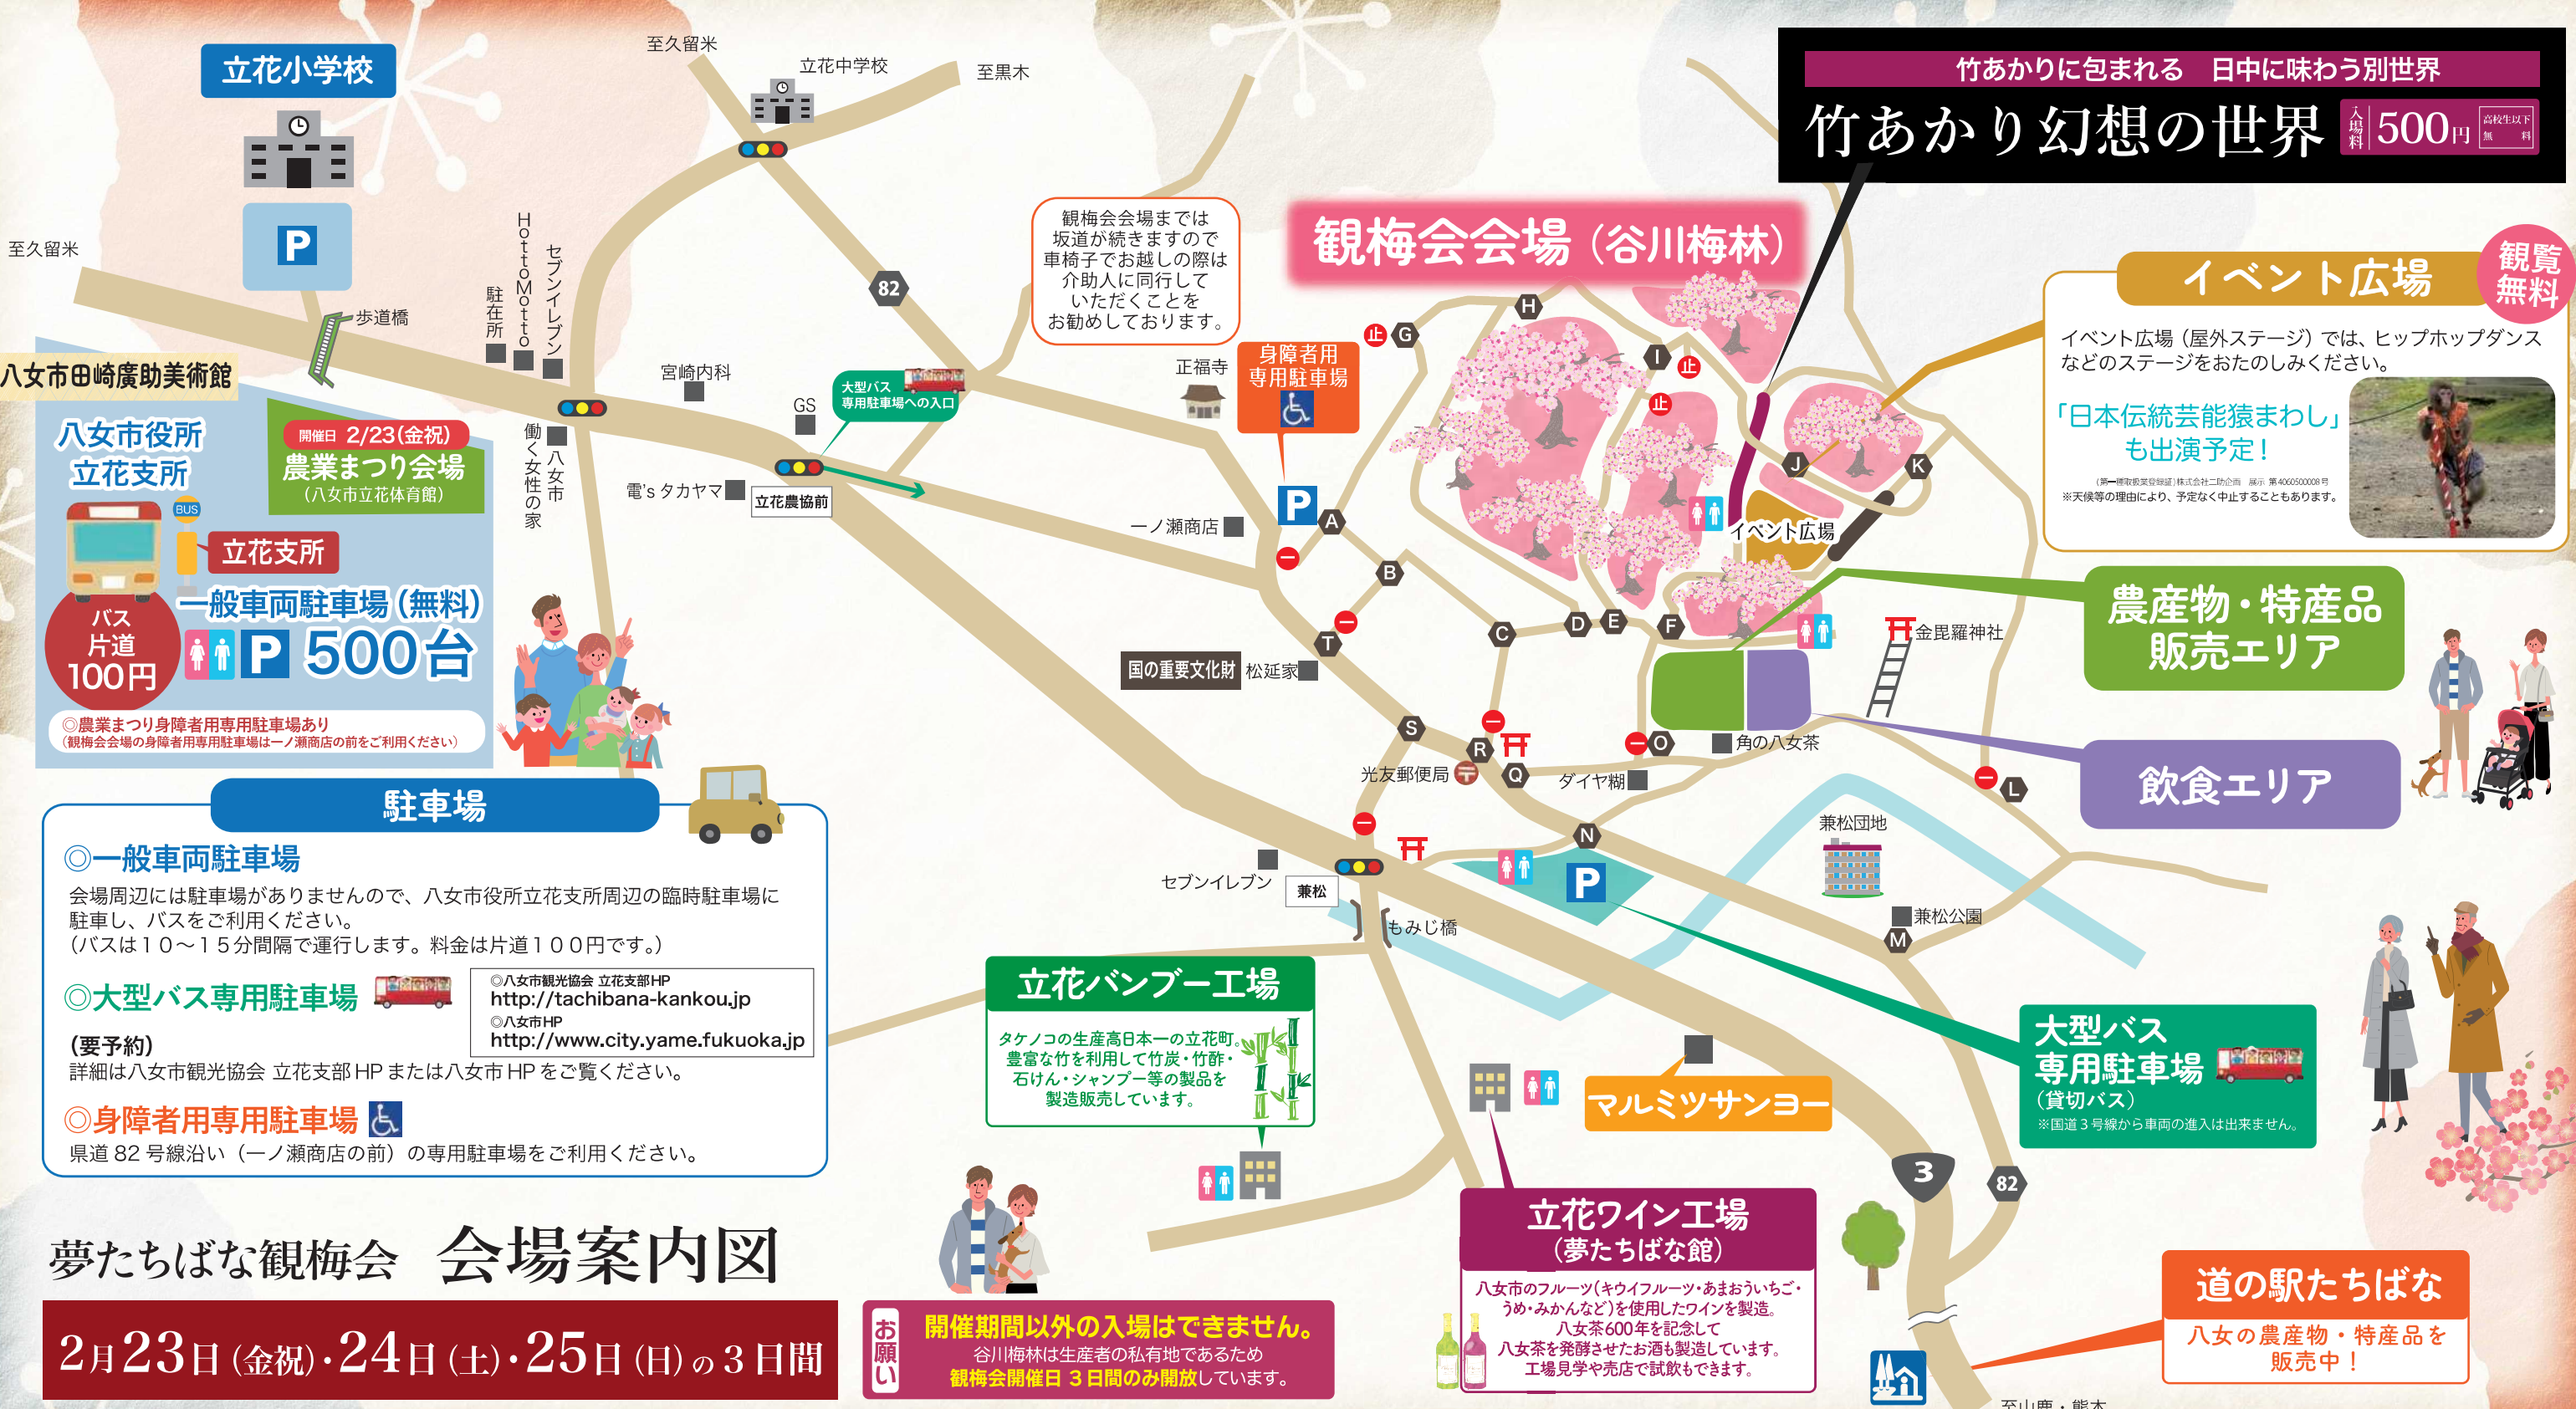 立花小学校
P
至久留米
至久留米
立花中学校
至黒木
82
歩道橋
駐在所
HottoMotto
セブンイレブン
宮崎内科
GS
大型バス
専用駐車場への入口
電'sタカヤマ
立花農協前
八女市
働く女性の家
八女市田崎廣助美術館
八女市役所
立花支所
開催日 2/23(金祝)
農業まつり会場
(八女市立花体育館)
BUS
立花支所
バス
片道
100円
一般車両駐車場(無料)
P 500台
◎農業まつり身障者用専用駐車場あり
(観梅会会場の身障者用専用駐車場は一ノ瀬商店の前をご利用ください)
駐車場
◎一般車両駐車場
会場周辺には駐車場がありませんので、八女市役所立花支所周辺の臨時駐車場に
駐車し、バスをご利用ください。
(バスは10〜15分間隔で運行します。料金は片道100円です。)
◎大型バス専用駐車場
(要予約)
詳細は八女市観光協会 立花支部HPまたは八女市HPをご覧ください。
◎八女市観光協会 立花支部HP
http://tachibana-kankou.jp
◎八女市HP
http://www.city.yame.fukuoka.jp
◎身障者用専用駐車場
県道82号線沿い(一ノ瀬商店の前)の専用駐車場をご利用ください。
夢たちばな観梅会 会場案内図
2月23日(金祝)・24日(土)・25日(日)の3日間
お願い
開催期間以外の入場はできません。
谷川梅林は生産者の私有地であるため
観梅会開催日3日間のみ開放しています。
観梅会会場までは
坂道が続きますので
車椅子でお越しの際は
介助人に同行して
いただくことを
お勧めしております。
観梅会会場(谷川梅林)
正福寺
身障者用
専用駐車場
P
一ノ瀬商店
国の重要文化財
松延家
光友郵便局
ダイヤ糊
角の八女茶
金毘羅神社
イベント広場
止
止
止
A
B
C
D
E
F
G
H
I
J
K
L
M
N
O
Q
R
S
T
セブンイレブン
兼松
もみじ橋
P
兼松団地
兼松公園
立花バンブー工場
タケノコの生産高日本一の立花町。
豊富な竹を利用して竹炭・竹酢・
石けん・シャンプー等の製品を
製造販売しています。
マルミツサンヨー
立花ワイン工場
(夢たちばな館)
八女市のフルーツ(キウイフルーツ・あまおういちご・
うめ・みかんなど)を使用したワインを製造。
八女茶600年を記念して
八女茶を発酵させたお酒も製造しています。
工場見学や売店で試飲もできます。
3
82
道の駅たちばな
八女の農産物・特産品を
販売中!
至山鹿・熊本
竹あかりに包まれる 日中に味わう別世界
竹あかり幻想の世界
入場料 500円
高校生以下
無料
イベント広場
観覧
無料
イベント広場(屋外ステージ)では、ヒップホップダンス
などのステージをおたのしみください。
「日本伝統芸能猿まわし」
も出演予定!
(第一種取扱業登録証)株式会社二助企画 展示 第4060500008号
※天候等の理由により、予定なく中止することもあります。
農産物・特産品
販売エリア
飲食エリア
大型バス
専用駐車場
(貸切バス)
※国道3号線から車両の進入は出来ません。